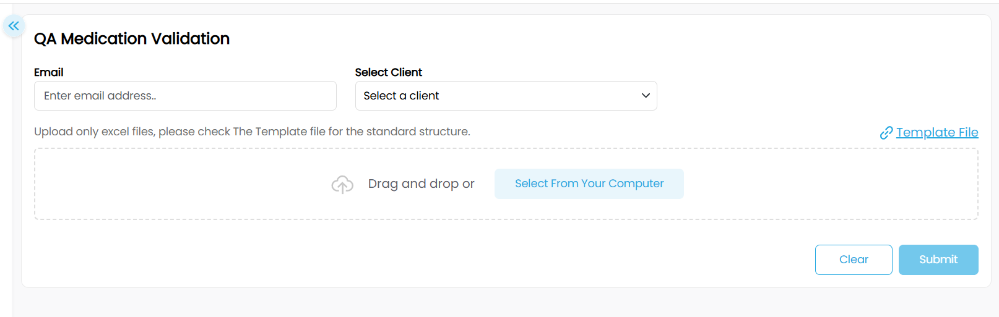 QA Medication Validation
Email
Select Client
Enter email address..
Select a client
Upload only excel files, please check The Template file for the standard structure.
Template File
Drag and drop or
Select From Your Computer
Clear
Submit